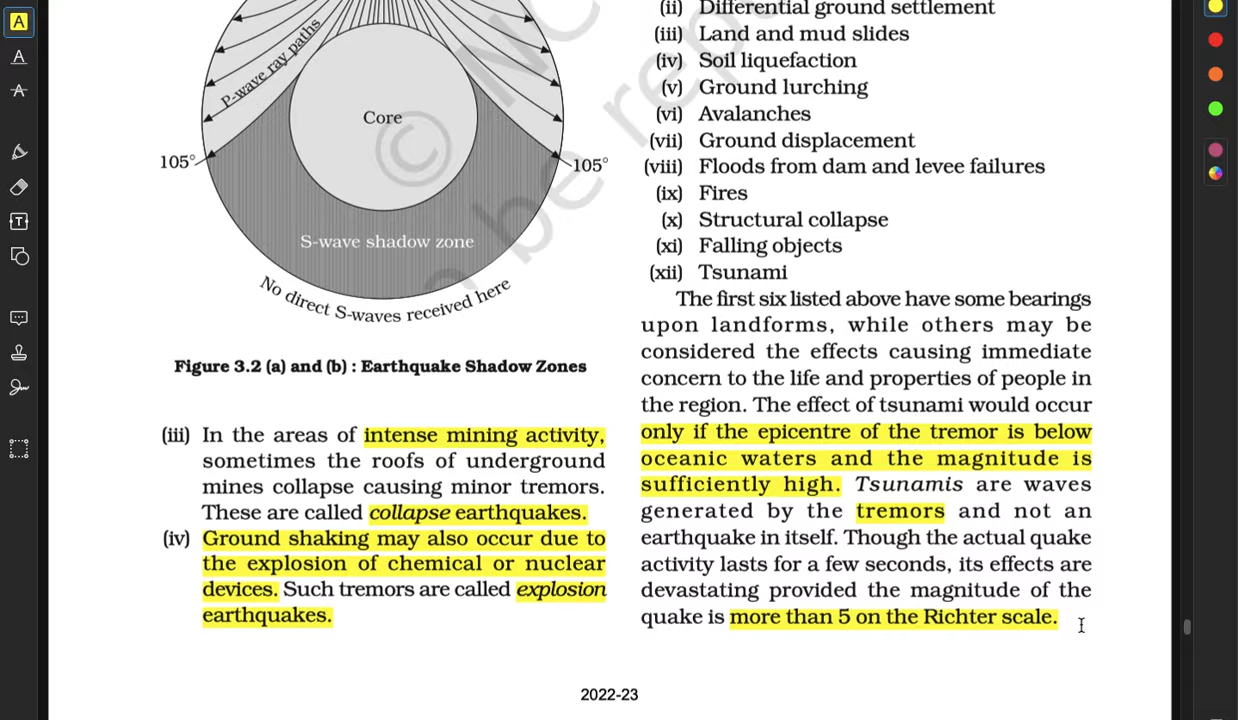 P-wave ray paths
Core
105°
105°
S-wave shadow zone
No direct S-waves received here
Figure 3.2 (a) and (b) : Earthquake Shadow Zones
(iii) In the areas of intense mining activity,
sometimes the roofs of underground
mines collapse causing minor tremors.
These are called collapse earthquakes.
(iv) Ground shaking may also occur due to
the explosion of chemical or nuclear
devices. Such tremors are called explosion
earthquakes.
(ii) Differential ground settlement
(iii) Land and mud slides
(iv) Soil liquefaction
(v) Ground lurching
(vi) Avalanches
(vii) Ground displacement
(viii) Floods from dam and levee failures
(ix) Fires
(x) Structural collapse
(xi) Falling objects
(xii) Tsunami
The first six listed above have some bearings
upon landforms, while others may be
considered the effects causing immediate
concern to the life and properties of people in
the region. The effect of tsunami would occur
only if the epicentre of the tremor is below
oceanic waters and the magnitude is
sufficiently high. Tsunamis are waves
generated by the tremors and not an
earthquake in itself. Though the actual quake
activity lasts for a few seconds, its effects are
devastating provided the magnitude of the
quake is more than 5 on the Richter scale.
2022-23